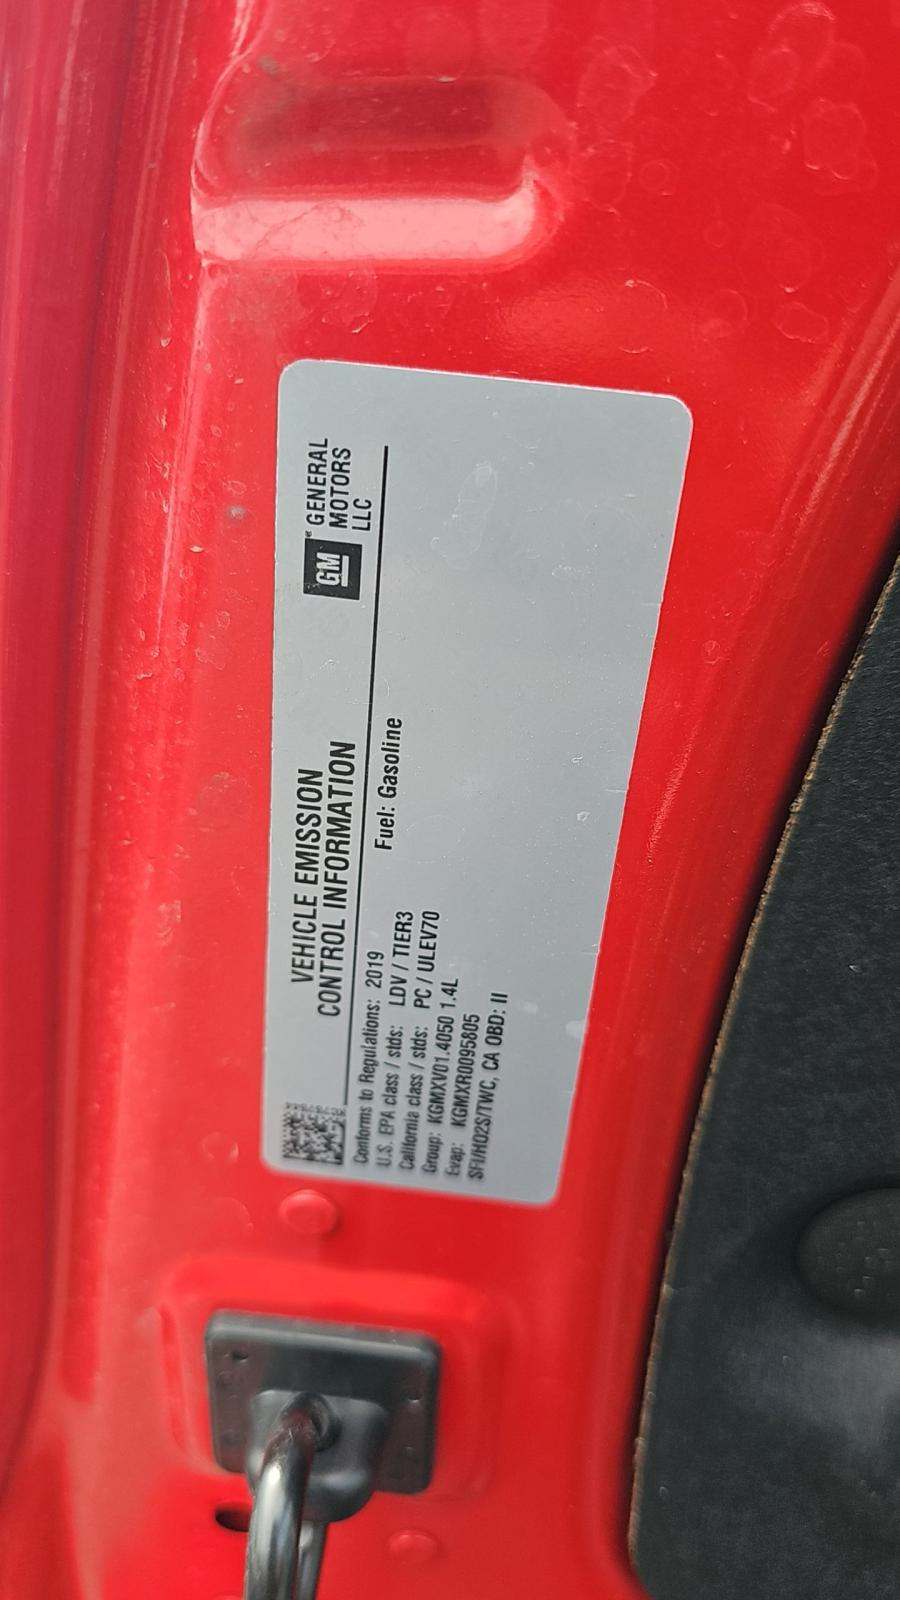 VEHICLE EMISSION
CONTROL INFORMATION
GM
GENERAL
MOTORS
LLC
Conforms to Regulations: 2019
Fuel: Gasoline
U.S. EPA class / stds: LDV / TIER3
California class / stds: PC / ULEV70
Group: KGMXV01.4050 1.4L
Evap: KGMXR0095805
SFI/HO2S/TWC, CA OBD: II